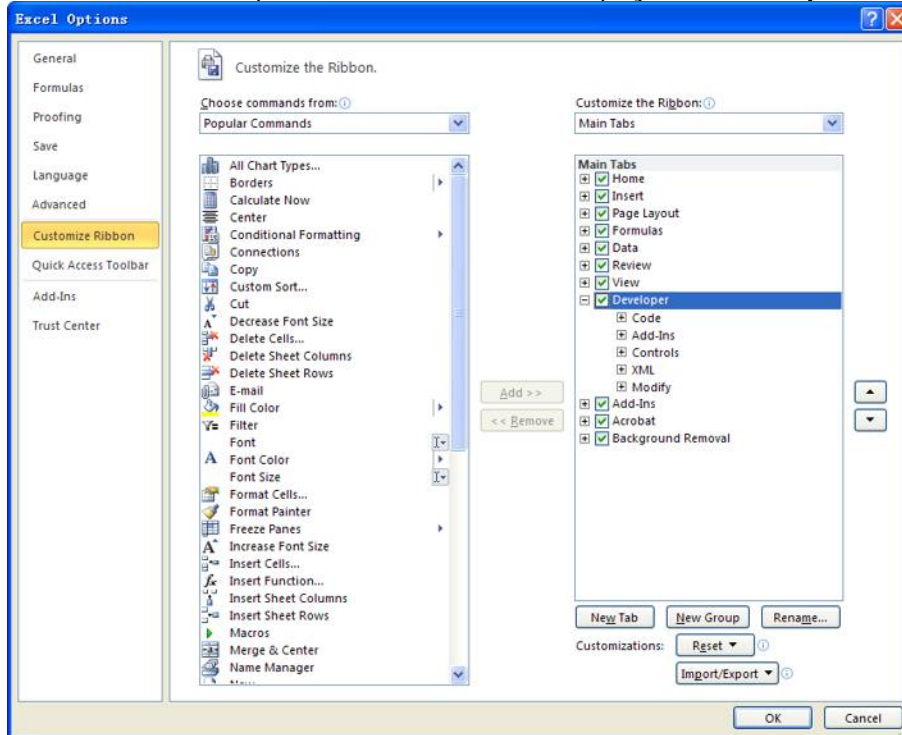 Excel Options
General
Formulas
Proofing
Save
Language
Advanced
Customize Ribbon
Quick Access Toolbar
Add-Ins
Trust Center
Customize the Ribbon.
Choose commands from:
Popular Commands
All Chart Types...
Borders
Calculate Now
Center
Conditional Formatting
Connections
Copy
Custom Sort...
Cut
Decrease Font Size
Delete Cells...
Delete Sheet Columns
Delete Sheet Rows
E-mail
Fill Color
Filter
Font
Font Color
Font Size
Format Cells...
Format Painter
Freeze Panes
Increase Font Size
Insert Cells...
Insert Function...
Insert Sheet Columns
Insert Sheet Rows
Macros
Merge & Center
Name Manager
Add >>
<< Remove
Customize the Ribbon:
Main Tabs
Main Tabs
Home
Insert
Page Layout
Formulas
Data
Review
View
Developer
Code
Add-Ins
Controls
XML
Modify
Add-Ins
Acrobat
Background Removal
New Tab
New Group
Rename...
Customizations:
Reset
Import/Export
OK
Cancel